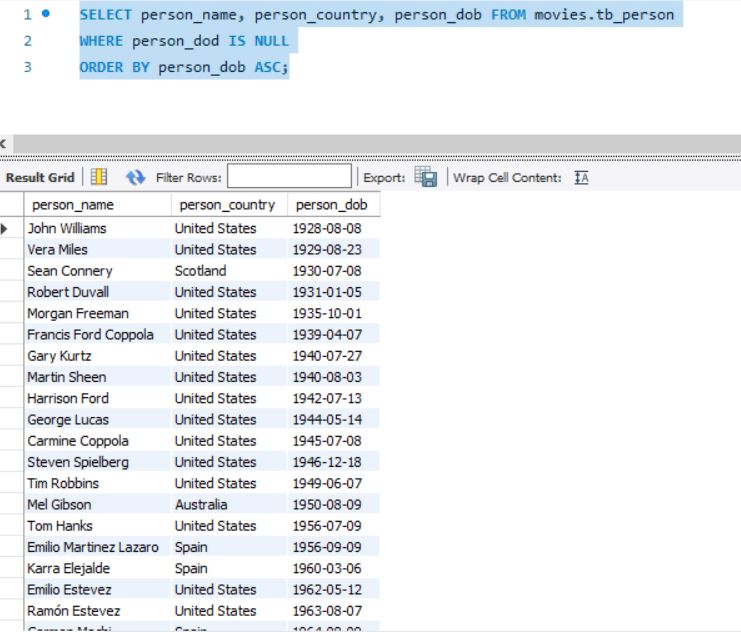 1 SELECT person_name, person_country, person_dob FROM movies.tb_person
2 WHERE person_dod IS NULL
3 ORDER BY person_dob ASC;
Result Grid Filter Rows: Export: Wrap Cell Content: IA
person_name person_country person_dob
John Williams United States 1928-08-08
Vera Miles United States 1929-08-23
Sean Connery Scotland 1930-07-08
Robert Duvall United States 1931-01-05
Morgan Freeman United States 1935-10-01
Francis Ford Coppola United States 1939-04-07
Gary Kurtz United States 1940-07-27
Martin Sheen United States 1940-08-03
Harrison Ford United States 1942-07-13
George Lucas United States 1944-05-14
Carmine Coppola United States 1945-07-08
Steven Spielberg United States 1946-12-18
Tim Robbins United States 1949-06-07
Mel Gibson Australia 1950-08-09
Tom Hanks United States 1956-07-09
Emilio Martinez Lazaro Spain 1956-09-09
Karra Elejalde Spain 1960-03-06
Emilio Estevez United States 1962-05-12
Ramón Estevez United States 1963-08-07